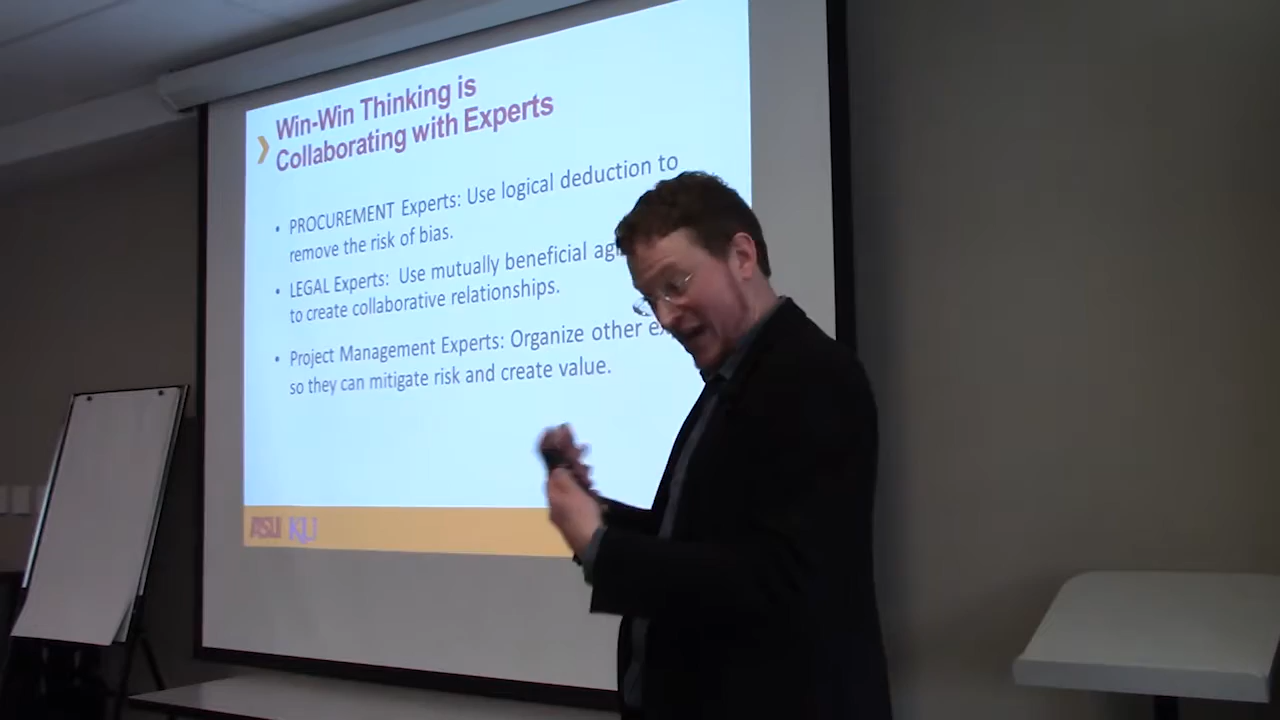 Win-Win Thinking is
Collaborating with Experts
• PROCUREMENT Experts: Use logical deduction to
remove the risk of bias.
• LEGAL Experts: Use mutually beneficial
to create collaborative relationships.
• Project Management Experts: Organize other
so they can mitigate risk and create value.
ASU KU